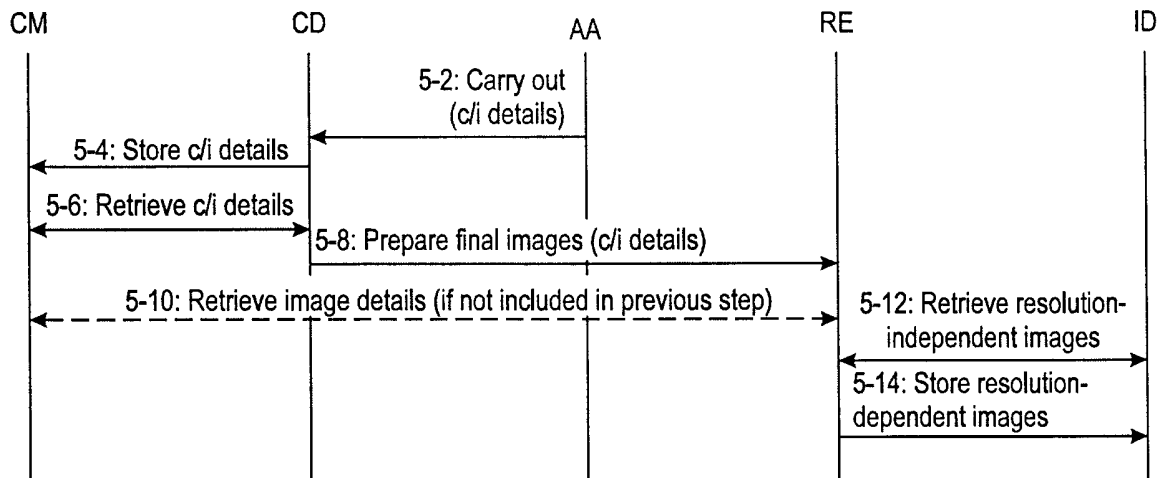 CM CD AA RE ID
5-2: Carry out
(c/i details)
5-4: Store c/i details
5-6: Retrieve c/i details
5-8: Prepare final images (c/i details)
5-10: Retrieve image details (if not included in previous step)
5-12: Retrieve resolution-
independent images
5-14: Store resolution-
dependent images